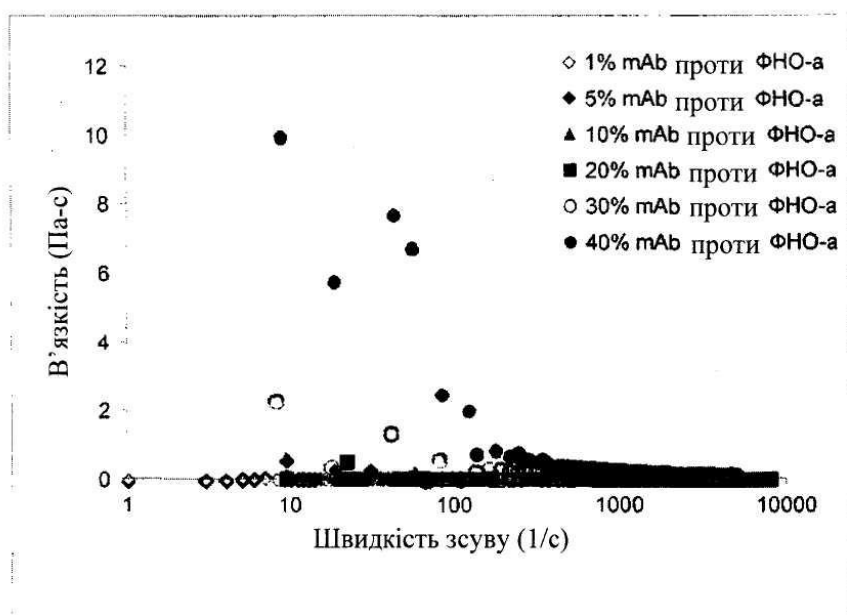 12
10
8
6
4
2
0
В’язкість (Па-с)
◇ 1% mAb проти ФНО-а
◆ 5% mAb проти ФНО-а
▲ 10% mAb проти ФНО-а
■ 20% mAb проти ФНО-а
○ 30% mAb проти ФНО-а
● 40% mAb проти ФНО-а
1 10 100 1000 10000
Швидкість зсуву (1/с)